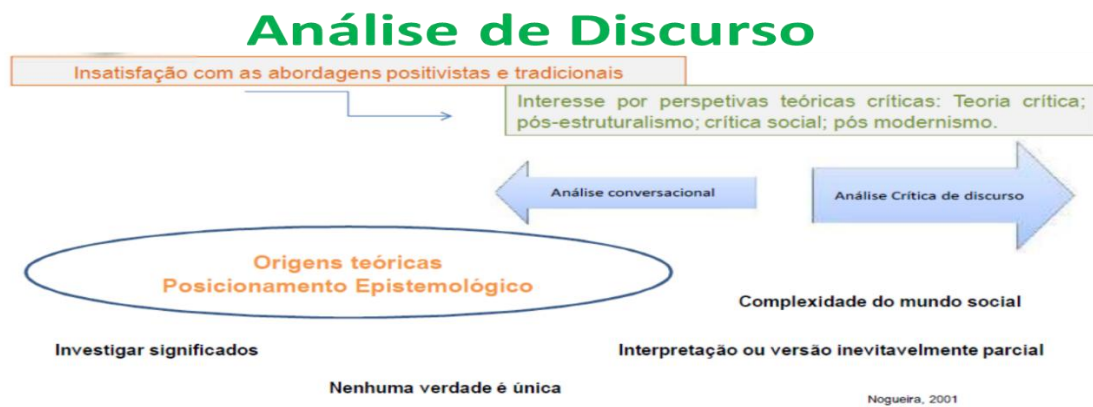 Análise de Discurso
Insatisfação com as abordagens positivistas e tradicionais
Interesse por perspetivas teóricas críticas: Teoria crítica;
pós-estruturalismo; crítica social; pós modernismo.
Análise conversacional
Análise Crítica de discurso
Origens teóricas
Posicionamento Epistemológico
Complexidade do mundo social
Investigar significados
Interpretação ou versão inevitavelmente parcial
Nenhuma verdade é única
Nogueira, 2001